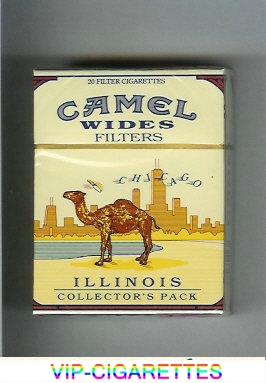 20 FILTER CIGARETTES
CAMEL
WIDES
FILTERS
CHICAGO
ILLINOIS
COLLECTOR'S PACK
VIP-CIGARETTES